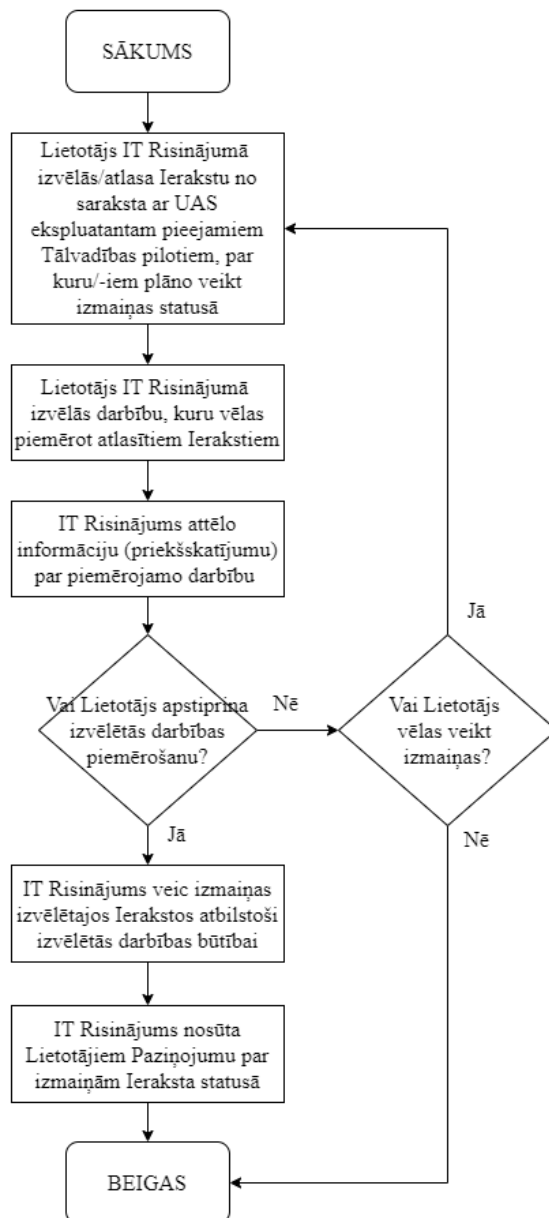 SĀKUMS
Lietotājs IT Risinājumā
izvēlās/atlasa Ierakstu no
saraksta ar UAS
ekspluatantam pieejamiem
Tālvadības pilotiem, par
kuru/-iem plāno veikt
izmaiņas statusā
Lietotājs IT Risinājumā
izvēlās darbību, kuru vēlas
piemērot atlasītiem Ierakstiem
IT Risinājums attēlo
informāciju (priekšskatījumu)
par piemērojamo darbību
Vai Lietotājs apstiprina
izvēlētās darbības
piemērošanu?
Nē
Vai Lietotājs
vēlas veikt
izmaiņas?
Jā
Nē
Jā
IT Risinājums veic izmaiņas
izvēlētajos Ierakstos atbilstoši
izvēlētās darbības būtībai
IT Risinājums nosūta
Lietotājiem Paziņojumu par
izmaiņām Ieraksta statusā
BEIGAS